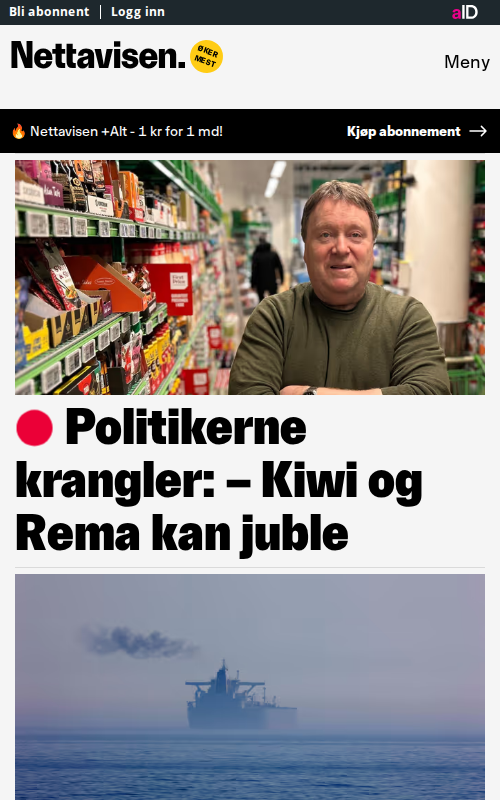 Bli abonnent
Logg inn
aID
Nettavisen.
ØKER
MEST
Meny
🔥 Nettavisen +Alt - 1 kr for 1 md!
Kjøp abonnement →
Politikerne
krangler: – Kiwi og
Rema kan juble